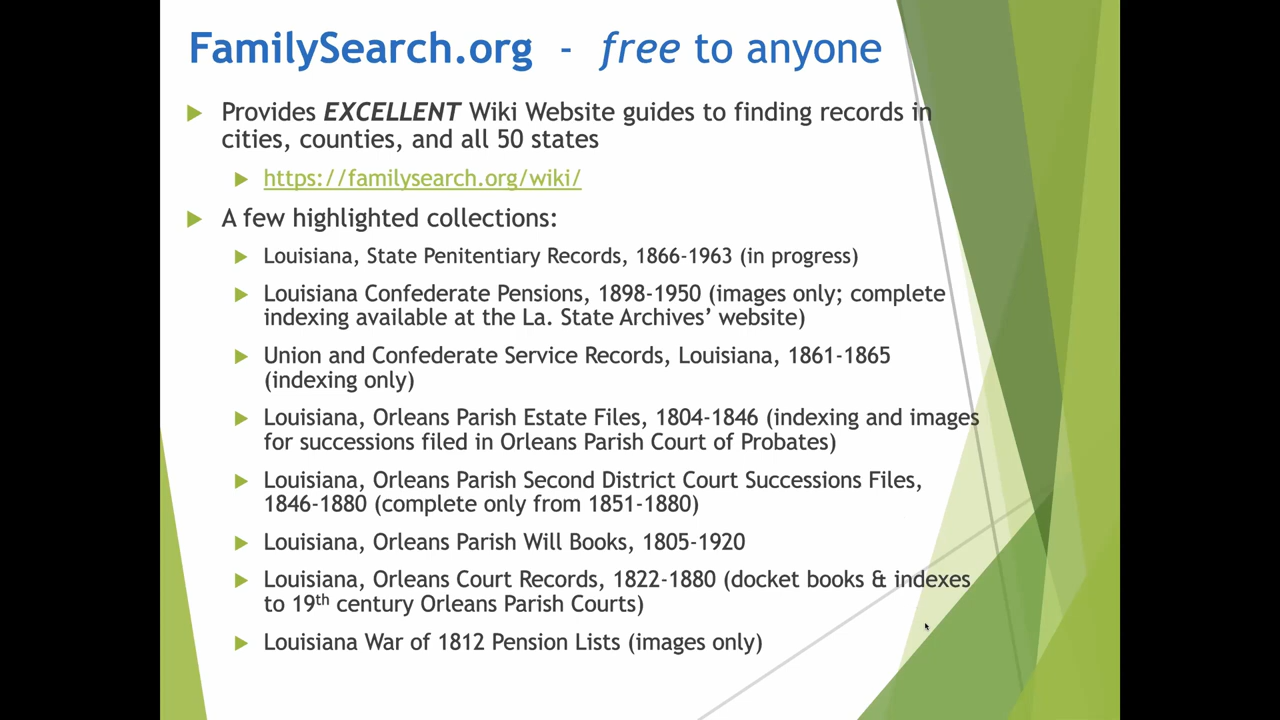 FamilySearch.org - free to anyone
Provides EXCELLENT Wiki Website guides to finding records in
cities, counties, and all 50 states
https://familysearch.org/wiki/
A few highlighted collections:
Louisiana, State Penitentiary Records, 1866-1963 (in progress)
Louisiana Confederate Pensions, 1898-1950 (images only; complete
indexing available at the La. State Archives’ website)
Union and Confederate Service Records, Louisiana, 1861-1865
(indexing only)
Louisiana, Orleans Parish Estate Files, 1804-1846 (indexing and images
for successions filed in Orleans Parish Court of Probates)
Louisiana, Orleans Parish Second District Court Successions Files,
1846-1880 (complete only from 1851-1880)
Louisiana, Orleans Parish Will Books, 1805-1920
Louisiana, Orleans Court Records, 1822-1880 (docket books & indexes
to 19th century Orleans Parish Courts)
Louisiana War of 1812 Pension Lists (images only)